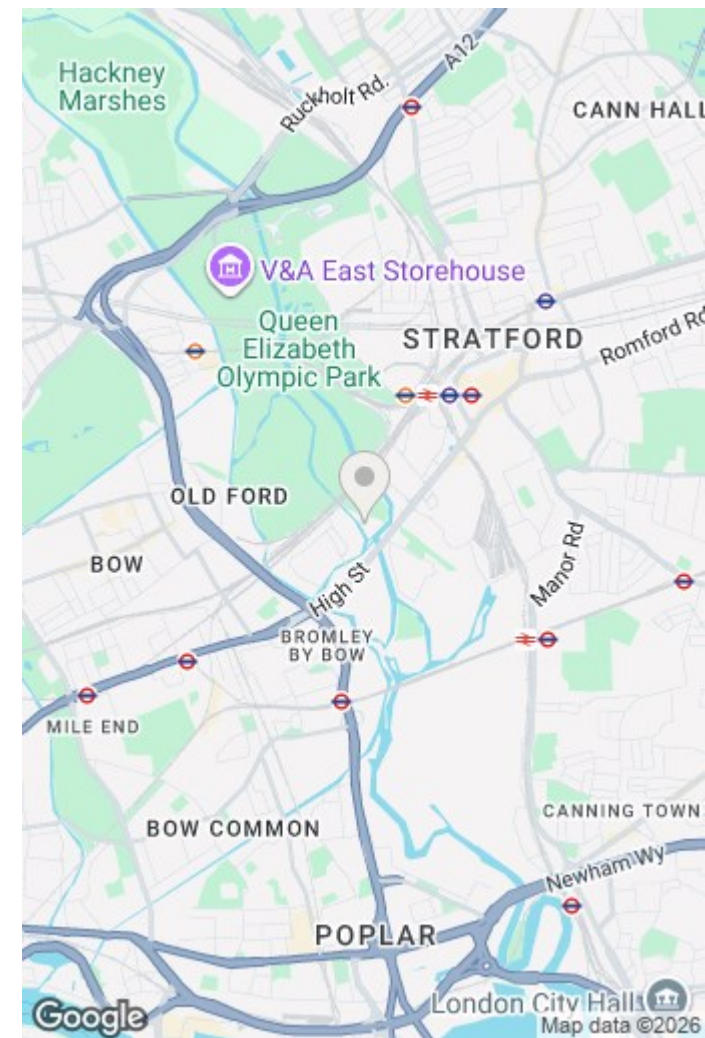 A12
Hackney
Marshes
Ruckholt Rd.
CANN HALL
V&A East Storehouse
Queen
Elizabeth
Olympic Park
STRATFORD
Romford Rd
OLD FORD
BOW
High St
Manor Rd
BROMLEY
BY BOW
MILE END
CANNING TOWN
BOW COMMON
Newham Wy
POPLAR
London City Hall
Google
Map data ©2026